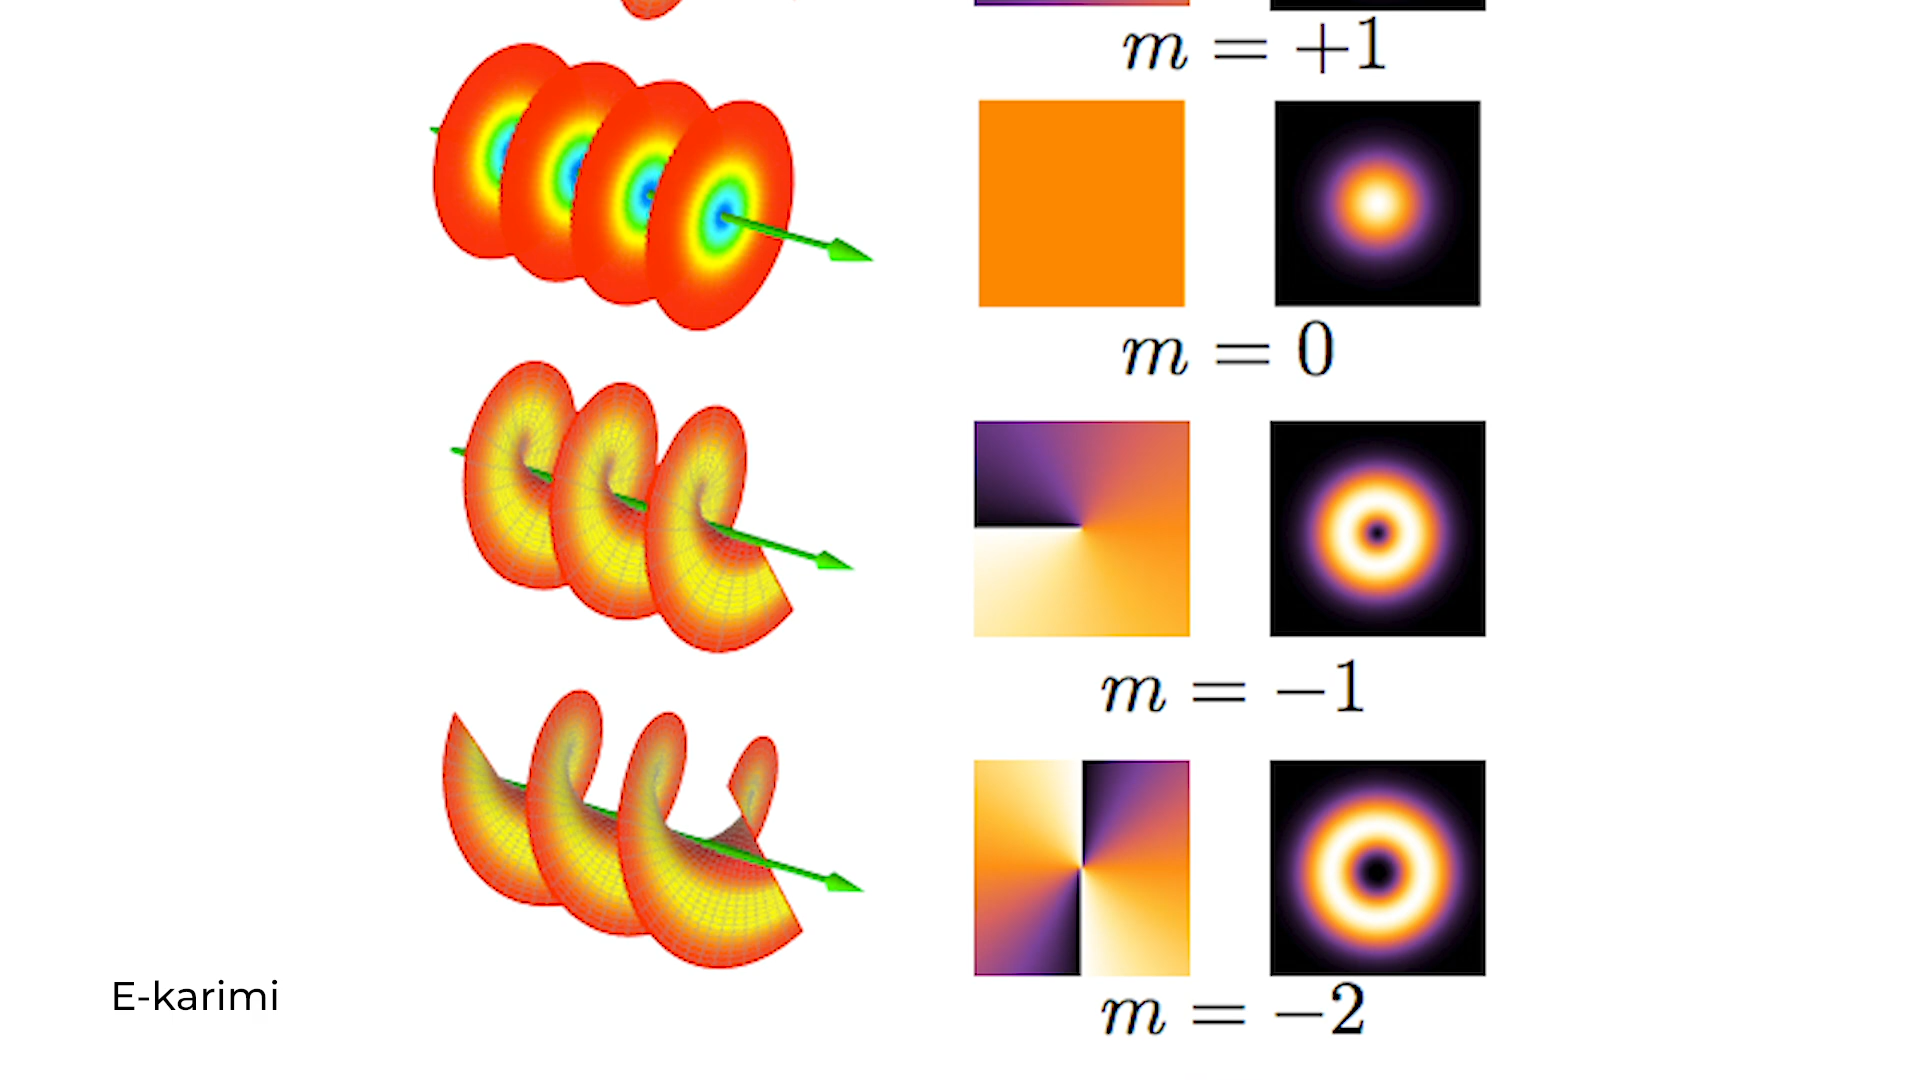 m = +1
m = 0
m = −1
m = −2
E-karimi